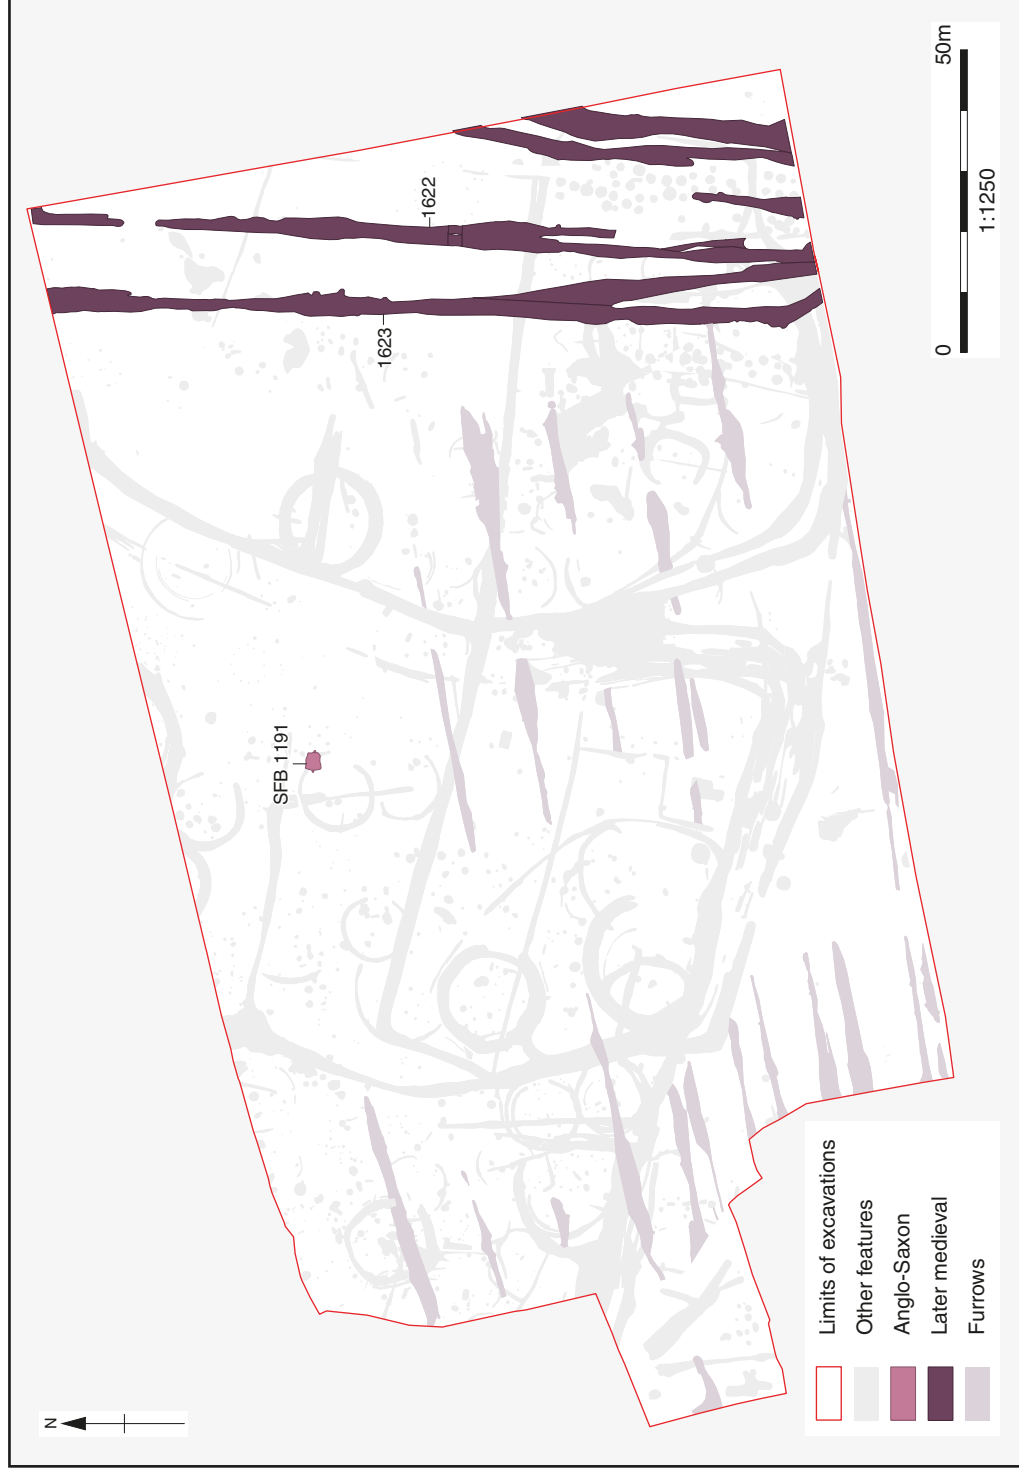 N
1622
1623
SFB 1191
0
50m
1:1250
Limits of excavations
Other features
Anglo-Saxon
Later medieval
Furrows